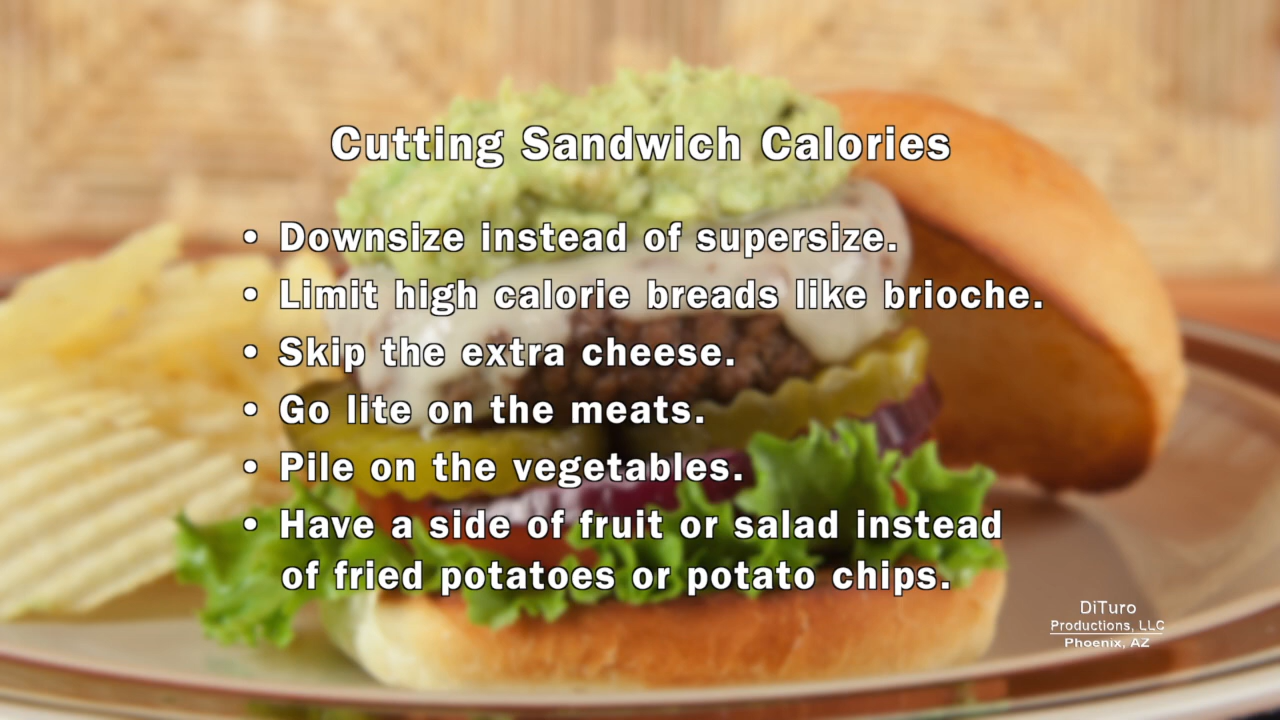 Cutting Sandwich Calories
• Downsize instead of supersize.
• Limit high calorie breads like brioche.
• Skip the extra cheese.
• Go lite on the meats.
• Pile on the vegetables.
• Have a side of fruit or salad instead
of fried potatoes or potato chips.
DiTuro
Productions, LLC
Phoenix, AZ